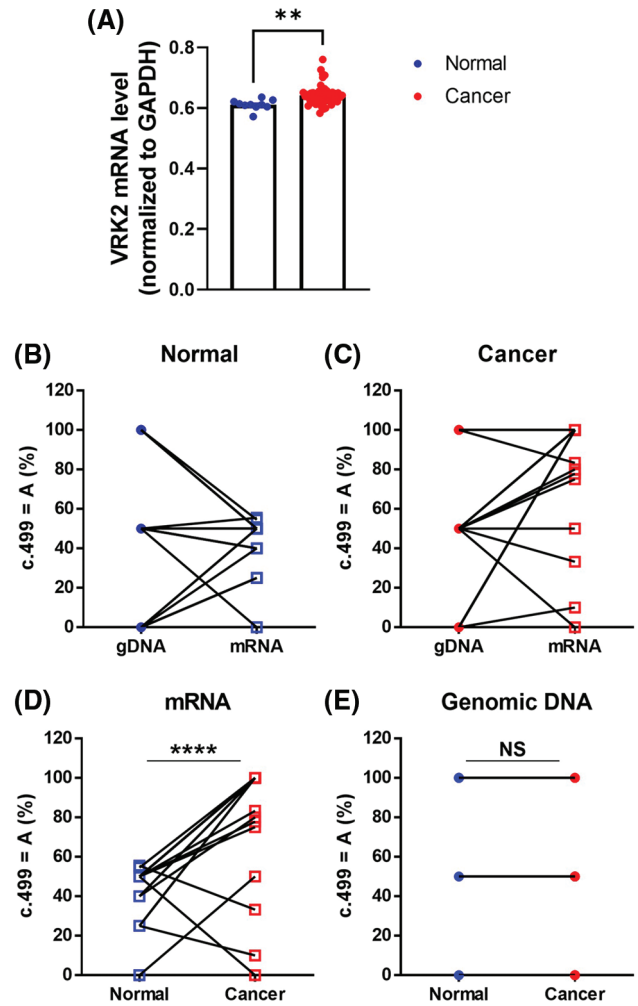 (A)
**
VRK2 mRNA level
(normalized to GAPDH)
0.8
0.6
0.4
0.2
0.0
Normal
Cancer
(B)
Normal
c.499 = A (%)
120
100
80
60
40
20
0
gDNA
mRNA
(C)
Cancer
c.499 = A (%)
120
100
80
60
40
20
0
gDNA
mRNA
(D)
mRNA
****
c.499 = A (%)
120
100
80
60
40
20
0
Normal
Cancer
(E)
Genomic DNA
NS
c.499 = A (%)
120
100
80
60
40
20
0
Normal
Cancer